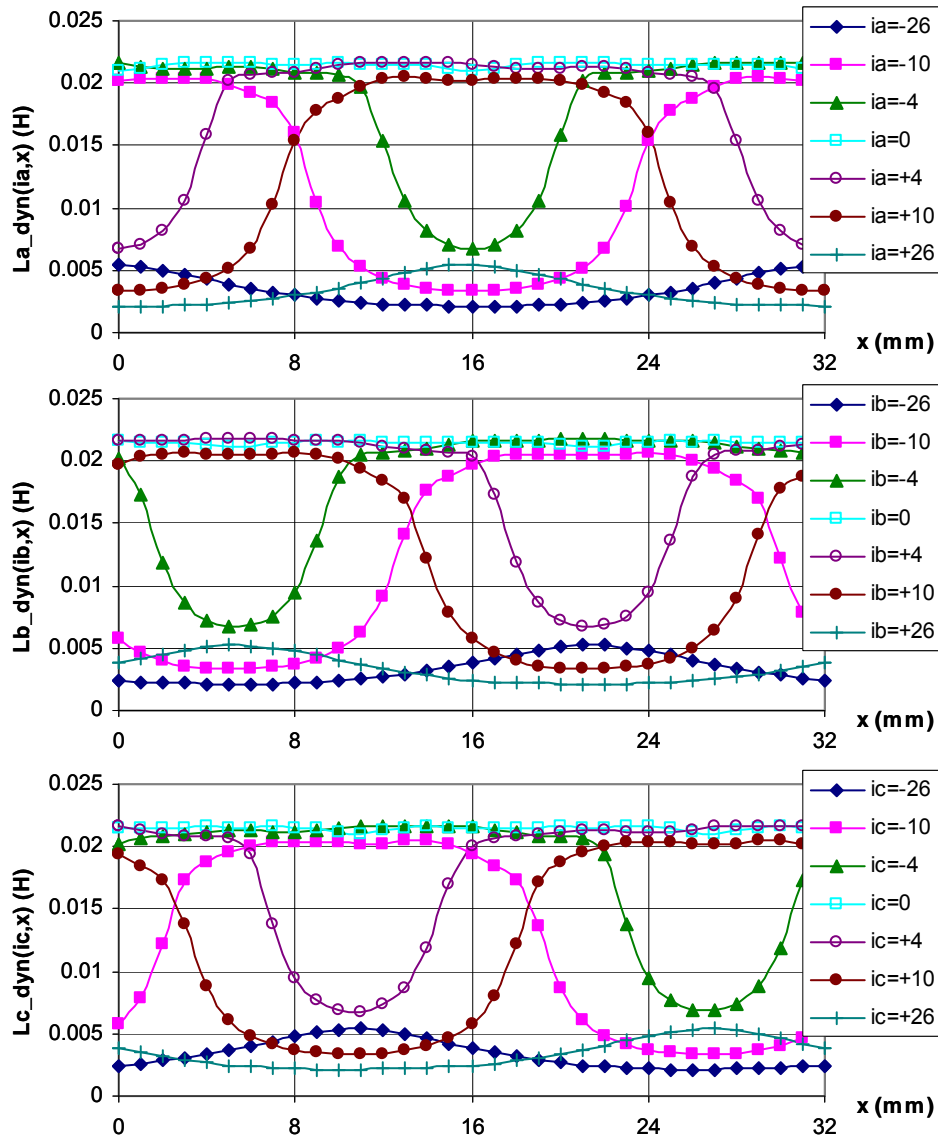 La_dyn(ia,x) (H)
0.025
0.02
0.015
0.01
0.005
0
0
8
16
24
32
x (mm)
ia=-26
ia=-10
ia=-4
ia=0
ia=+4
ia=+10
ia=+26
Lb_dyn(ib,x) (H)
0.025
0.02
0.015
0.01
0.005
0
0
8
16
24
32
x (mm)
ib=-26
ib=-10
ib=-4
ib=0
ib=+4
ib=+10
ib=+26
Lc_dyn(ic,x) (H)
0.025
0.02
0.015
0.01
0.005
0
0
8
16
24
32
x (mm)
ic=-26
ic=-10
ic=-4
ic=0
ic=+4
ic=+10
ic=+26